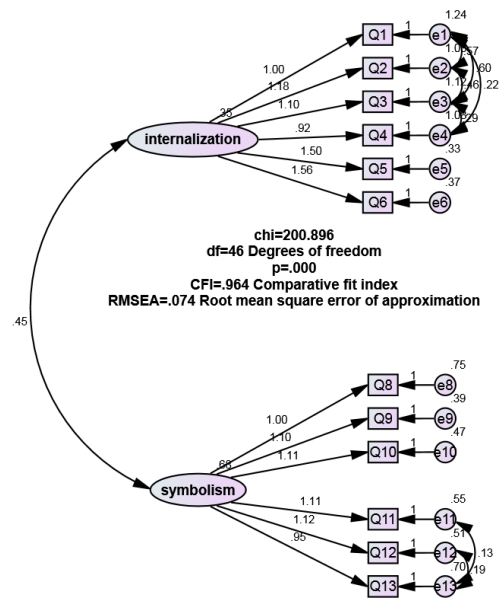 1.24
Q1 1 e1
1.00
.57
Q2 1 e2
.60
1.18
.22
Q3 1 e3
.46
1.10
.35
.92
Q4 1 e4
.29
internalization
.33
1.50
Q5 1 e5
1.56
.37
Q6 1 e6
chi=200.896
df=46 Degrees of freedom
p=.000
CFI=.964 Comparative fit index
RMSEA=.074 Root mean square error of approximation
.45
.75
Q8 1 e8
.39
1.00
Q9 1 e9
1.10
.47
Q10 1 e10
1.11
.66
symbolism
.55
1.11
Q11 1 e11
.51
1.12
Q12 1 e12
.13
.95
.70
.19
Q13 1 e13